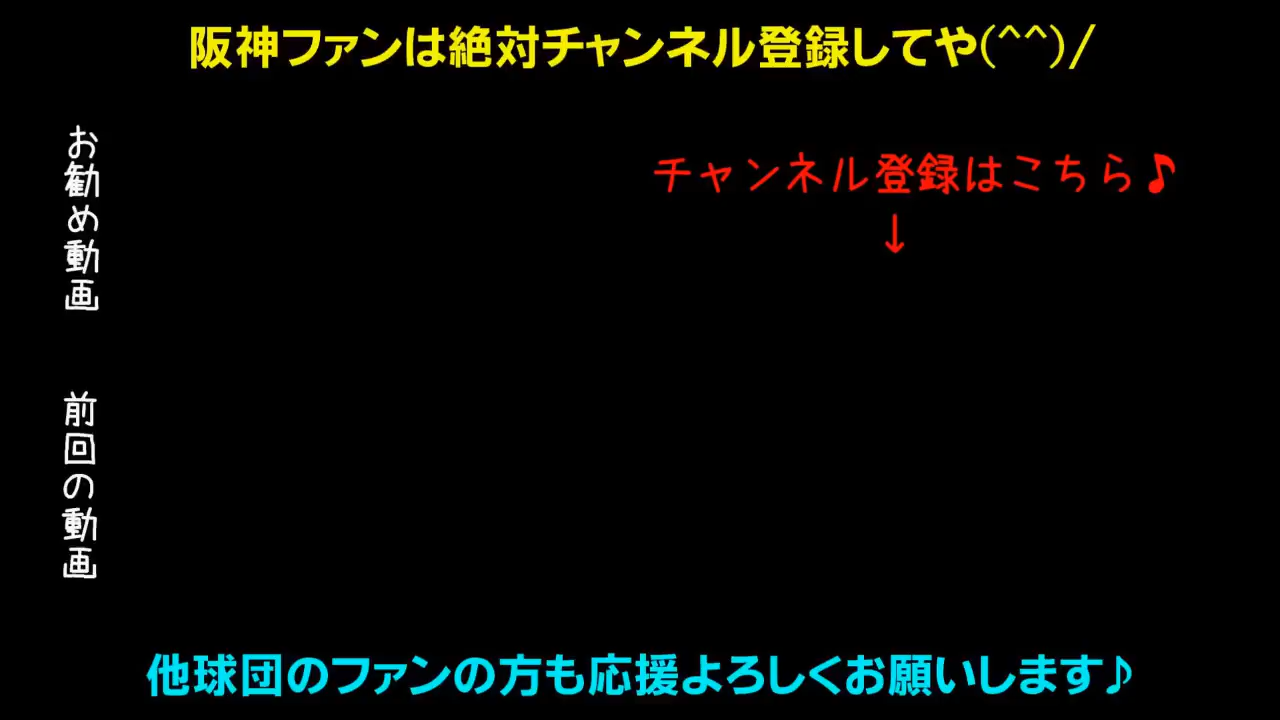 阪神ファンは絶対チャンネル登録してや(^^)/
お勧め動画
チャンネル登録はこちら♪
↓
前回の動画
他球団のファンの方も応援よろしくお願いします♪